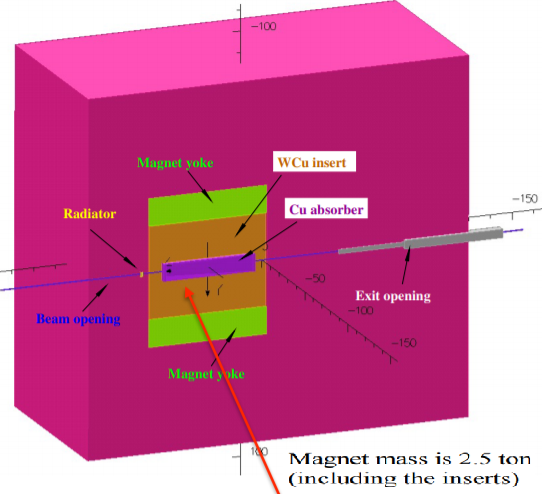 -100
Magnet yoke
WCu insert
Radiator
Cu absorber
-150
-50
Exit opening
-100
Beam opening
-150
Magnet yoke
100
Magnet mass is 2.5 ton
(including the inserts)